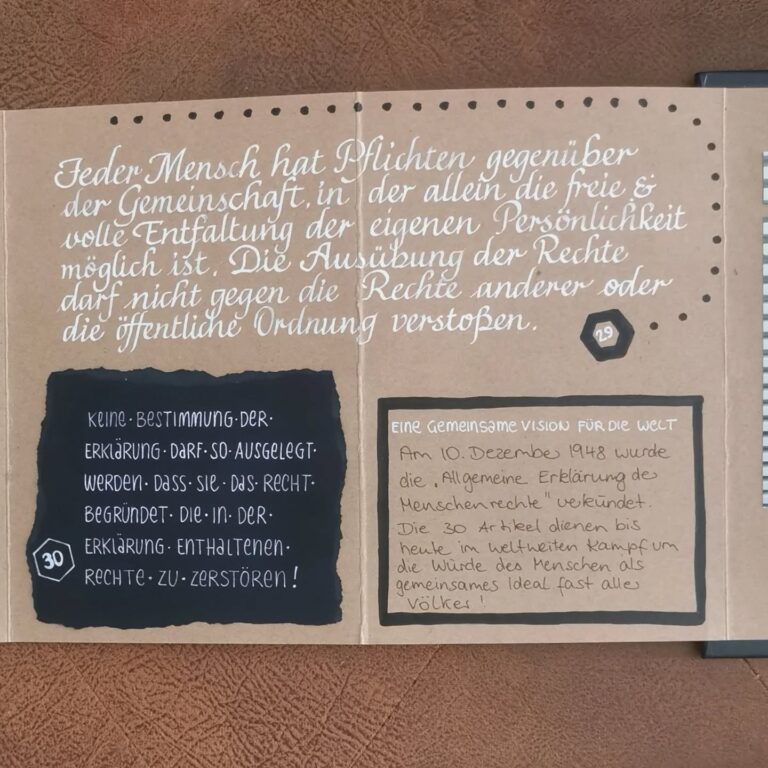 Jeder Mensch hat Pflichten gegenüber
der Gemeinschaft, in der allein die freie &
volle Entfaltung der eigenen Persönlichkeit
möglich ist. Die Ausübung der Rechte
darf nicht gegen die Rechte anderer oder
die öffentliche Ordnung verstoßen.
29
KEINE·BESTIMMUNG·DER·
ERKLÄRUNG·DARF·SO·AUSGELEGT·
WERDEN·DASS·SIE·DAS·RECHT·
BEGRÜNDET·DIE·IN·DER·
ERKLÄRUNG·ENTHALTENEN·
RECHTE·ZU·ZERSTÖREN!
30
EINE GEMEINSAME VISION FÜR DIE WELT
Am 10. Dezember 1948 wurde
die „Allgemeine Erklärung der
Menschenrechte" verkündet.
Die 30 Artikel dienen bis
heute im weltweiten Kampf um
die Würde des Menschen als
gemeinsames Ideal fast aller
Völker!